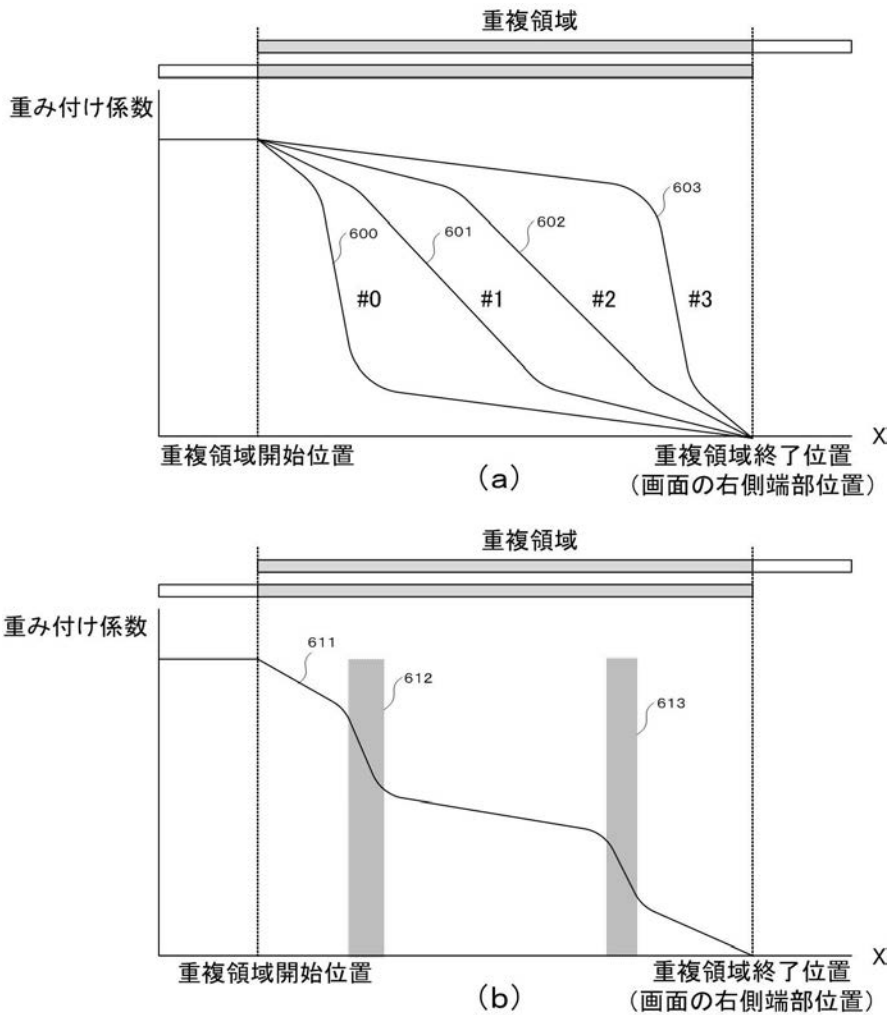 重複領域
重み付け係数
600
601
602
603
#0
#1
#2
#3
X
重複領域開始位置
重複領域終了位置
(画面の右側端部位置)
(a)
重複領域
重み付け係数
611
612
613
X
重複領域開始位置
重複領域終了位置
(画面の右側端部位置)
(b)